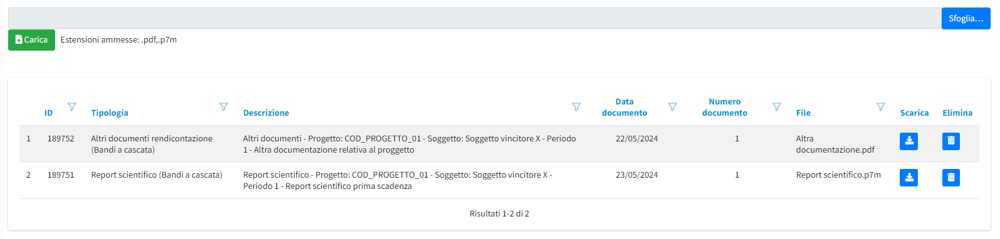 Sfoglia...
Carica Estensioni ammesse: .pdf,.p7m
ID Tipologia Descrizione Data documento Numero documento File Scarica Elimina
1 189752 Altri documenti rendicontazione Altri documenti - Progetto: COD_PROGETTO_01 - Soggetto: Soggetto vincitore X - Periodo 22/05/2024 1 Altra
(Bandi a cascata) 1 - Altra documentazione relativa al proggetto documentazione.pdf
2 189751 Report scientifico (Bandi a cascata) Report scientifico - Progetto: COD_PROGETTO_01 - Soggetto: Soggetto vincitore X - 23/05/2024 1 Report scientifico.p7m
Periodo 1 - Report scientifico prima scadenza
Risultati 1-2 di 2